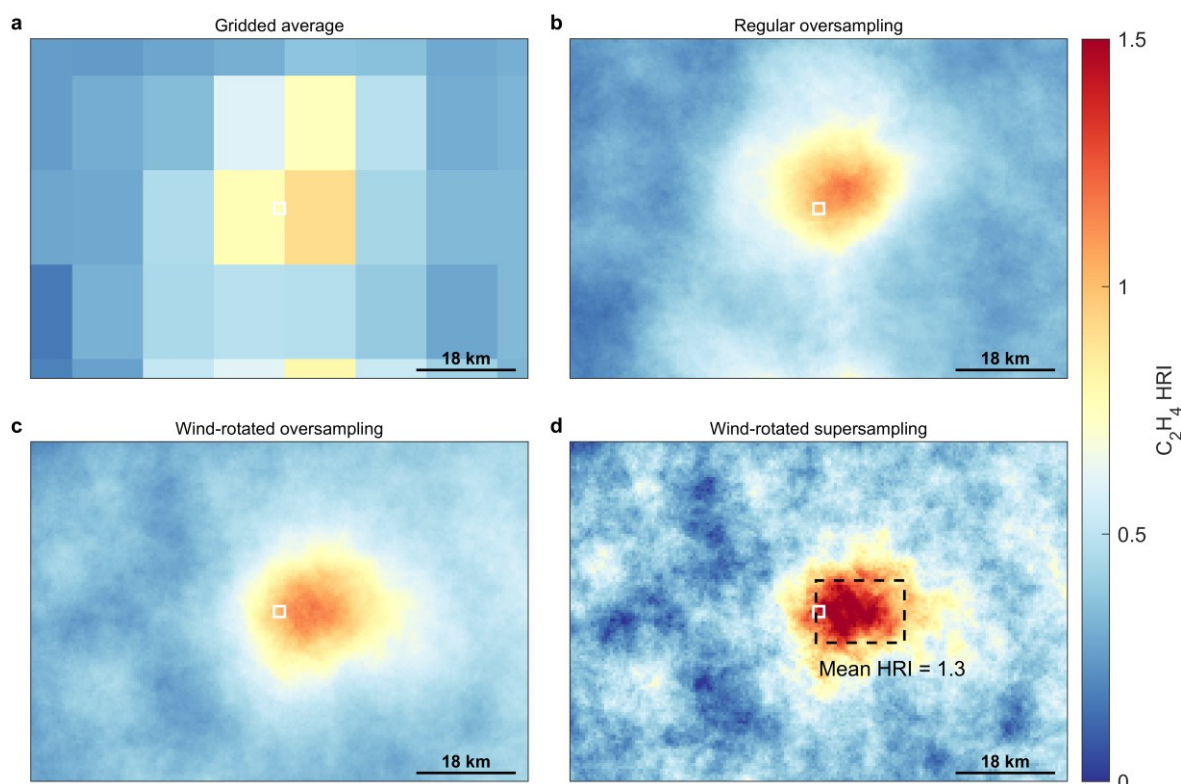 a Gridded average
b Regular oversampling
18 km
18 km
c Wind-rotated oversampling
d Wind-rotated supersampling
Mean HRI = 1.3
18 km
18 km
1.5
1
0.5
0
C₂H₄ HRI